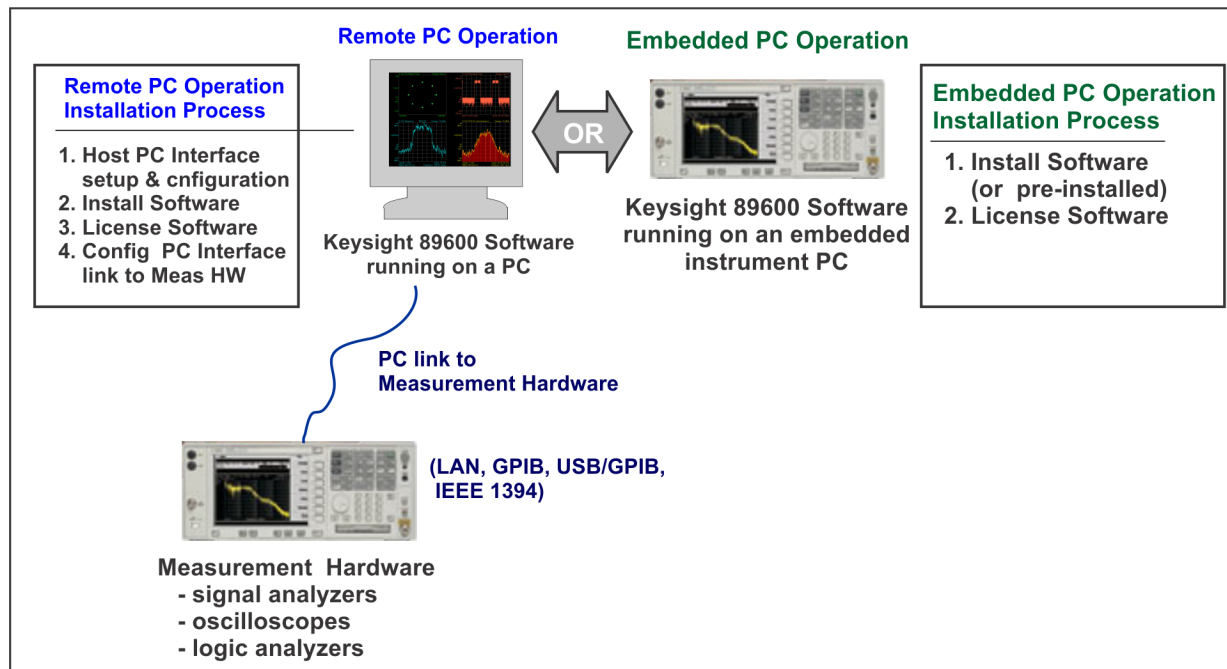 Remote PC Operation
Embedded PC Operation
Remote PC Operation
Installation Process
1. Host PC Interface
setup & cnfiguration
2. Install Software
3. License Software
4. Config PC Interface
link to Meas HW
OR
Keysight 89600 Software
running on a PC
Keysight 89600 Software
running on an embedded
instrument PC
Embedded PC Operation
Installation Process
1. Install Software
(or pre-installed)
2. License Software
PC link to
Measurement Hardware
(LAN, GPIB, USB/GPIB,
IEEE 1394)
Measurement Hardware
- signal analyzers
- oscilloscopes
- logic analyzers